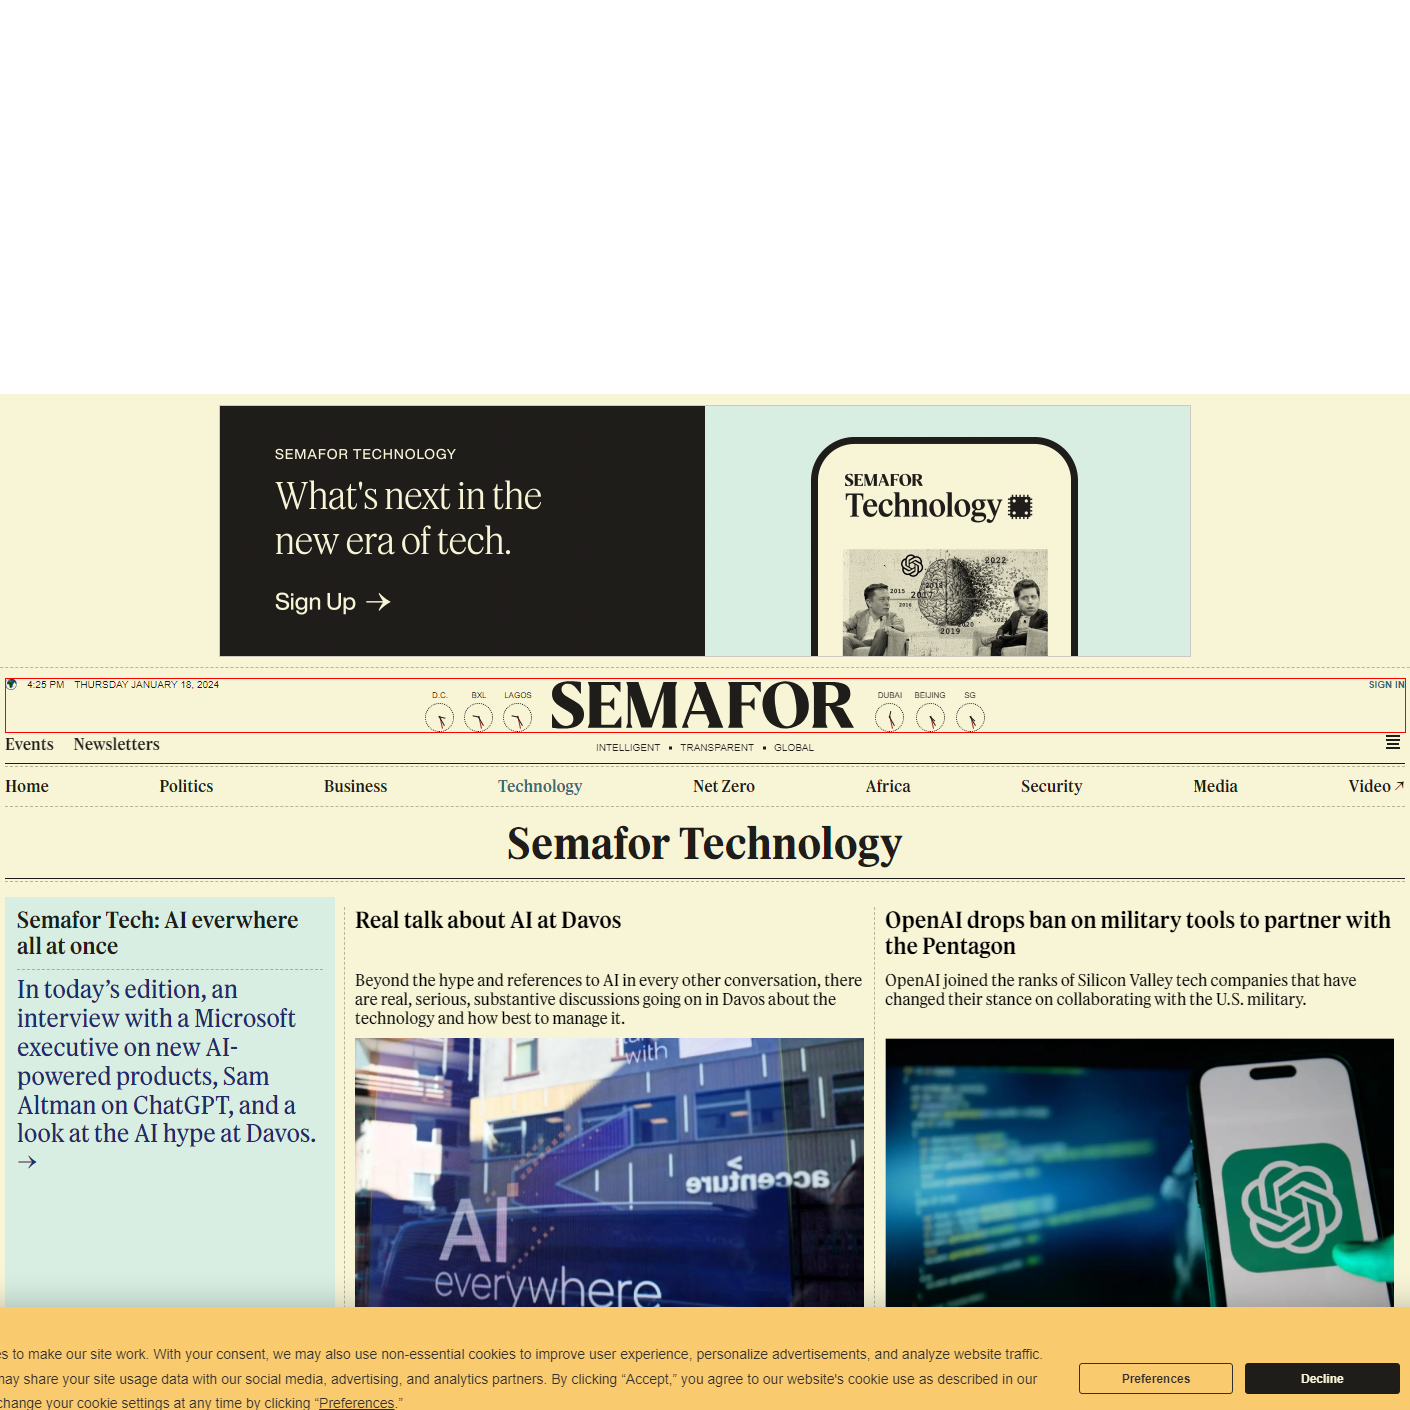 SEMAFOR TECHNOLOGY
What's next in the
new era of tech.
Sign Up →
SEMAFOR
Technology
2022
2015
2017
2018
2016
2020
2021
2019
4:25 PM THURSDAY JANUARY 18, 2024
SIGN IN
D.C. BXL LAGOS
SEMAFOR
DUBAI BEIJING SG
Events Newsletters
INTELLIGENT ▪ TRANSPARENT ▪ GLOBAL
Home Politics Business Technology Net Zero Africa Security Media Video ↗
Semafor Technology
Semafor Tech: AI everwhere
all at once
In today’s edition, an
interview with a Microsoft
executive on new AI-
powered products, Sam
Altman on ChatGPT, and a
look at the AI hype at Davos.
→
Real talk about AI at Davos
Beyond the hype and references to AI in every other conversation, there
are real, serious, substantive discussions going on in Davos about the
technology and how best to manage it.
with
accenture
AI
everywhere
OpenAI drops ban on military tools to partner with
the Pentagon
OpenAI joined the ranks of Silicon Valley tech companies that have
changed their stance on collaborating with the U.S. military.
to make our site work. With your consent, we may also use non-essential cookies to improve user experience, personalize advertisements, and analyze website traffic.
may share your site usage data with our social media, advertising, and analytics partners. By clicking “Accept,” you agree to our website's cookie use as described in our
change your cookie settings at any time by clicking “Preferences.”
Preferences
Decline